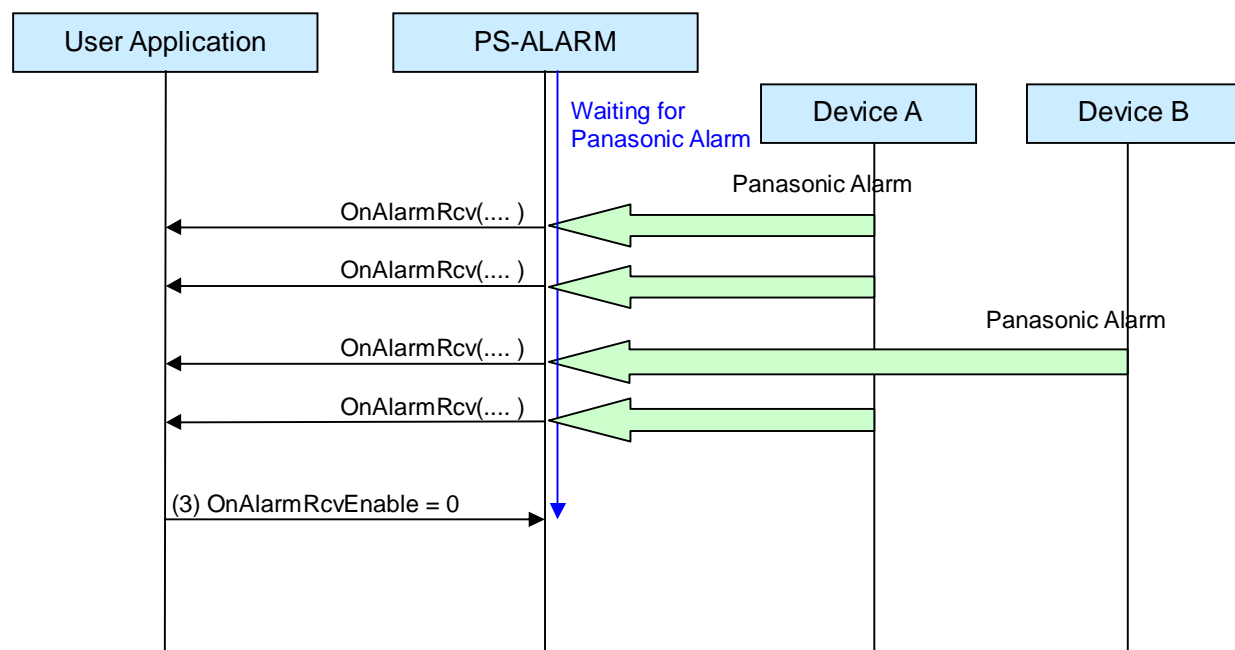 User Application
PS-ALARM
Device A
Device B
Waiting for
Panasonic Alarm
Panasonic Alarm
OnAlarmRcv(.... )
OnAlarmRcv(.... )
Panasonic Alarm
OnAlarmRcv(.... )
OnAlarmRcv(.... )
(3) OnAlarmRcvEnable = 0